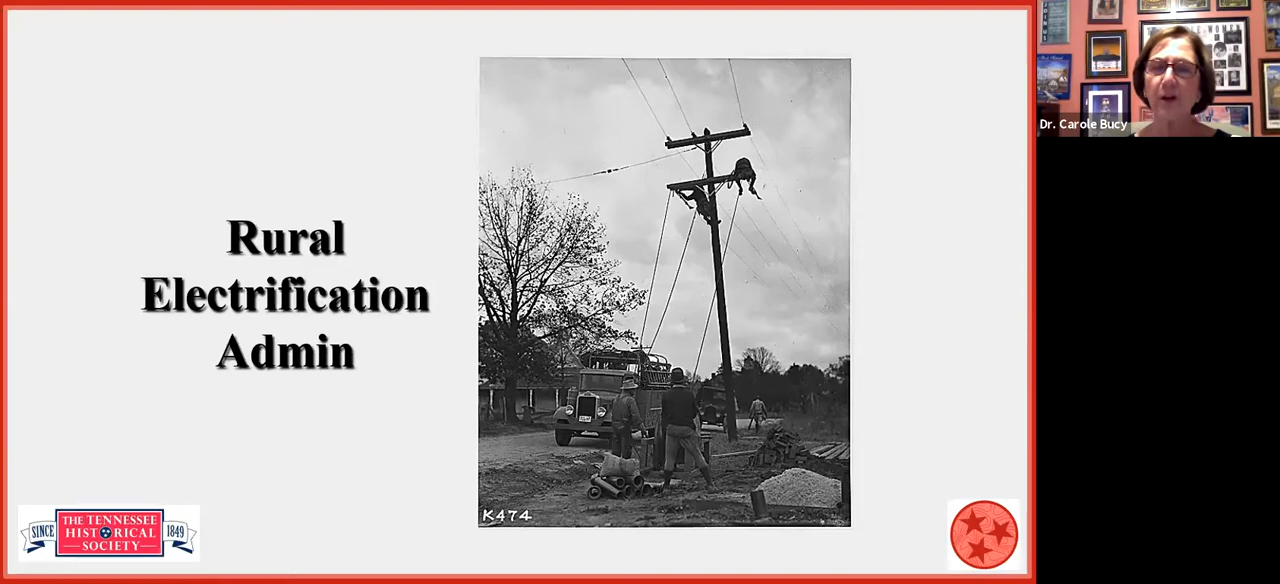 Rural
Electrification
Admin
K474
SINCE
THE TENNESSEE
HISTORICAL
SOCIETY
1849
Dr. Carole Bucy